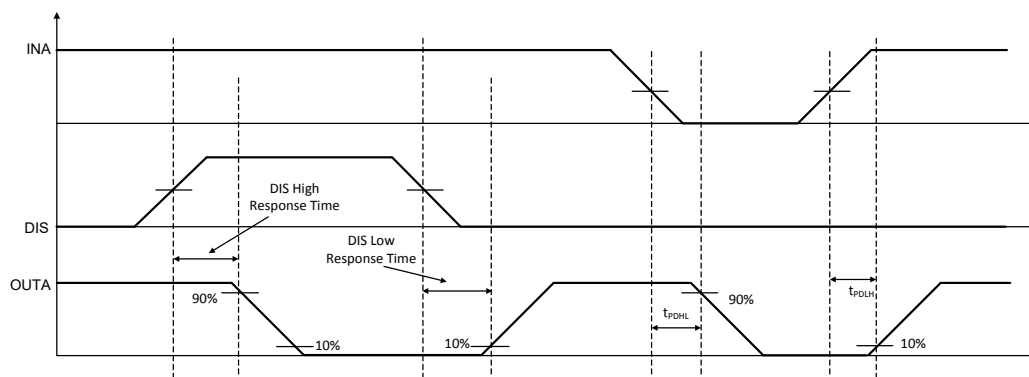 INA
DIS High
Response Time
DIS
DIS Low
Response Time
OUTA
90%
10%
10%
tPDHL
90%
tPDLH
10%